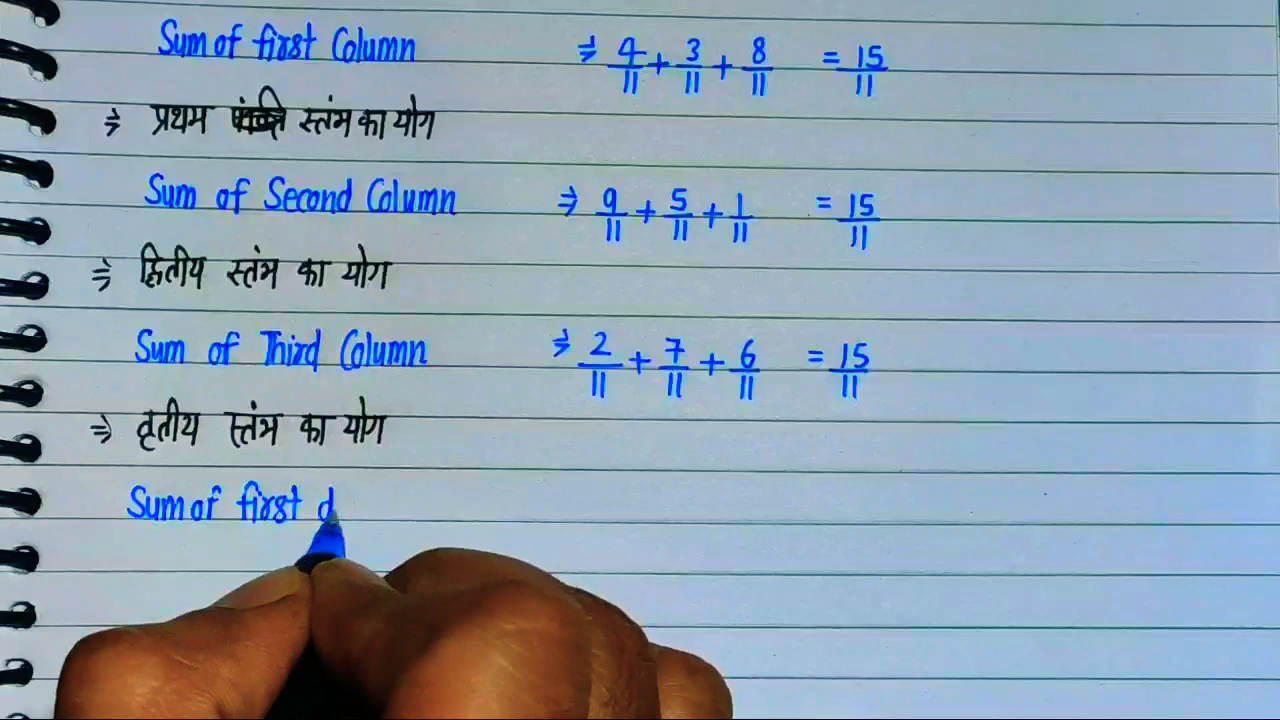 Sum of first Column ⇒ 4/11 + 3/11 + 8/11 = 15/11
⇒ प्रथम स्तंभ का योग
Sum of Second Column ⇒ 9/11 + 5/11 + 1/11 = 15/11
⇒ द्वितीय स्तंभ का योग
Sum of Third Column ⇒ 2/11 + 7/11 + 6/11 = 15/11
⇒ तृतीय स्तंभ का योग
Sum of first d